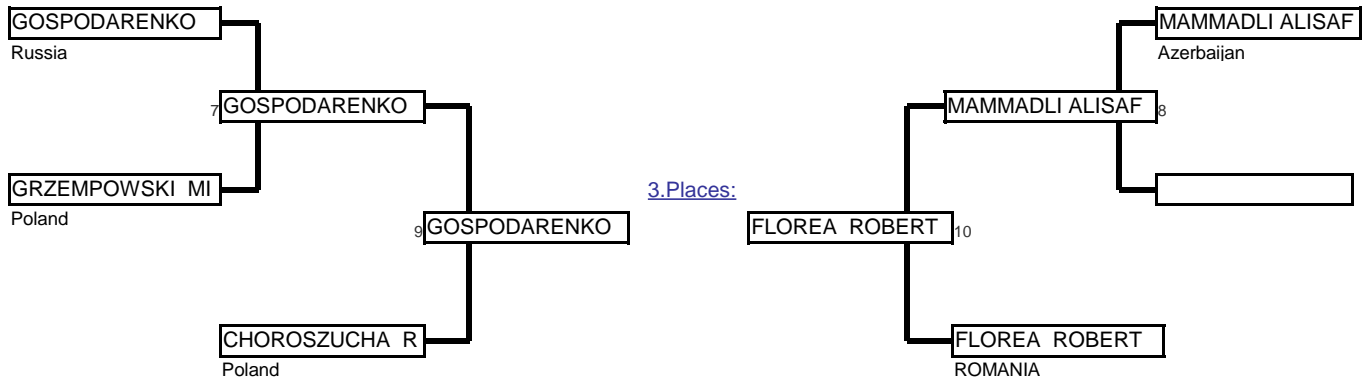 GOSPODARENKO
Russia
MAMMADLI ALISAF
Azerbaijan
7 GOSPODARENKO
MAMMADLI ALISAF 8
GRZEMPOWSKI MI
Poland
3.Places:
9 GOSPODARENKO
FLOREA ROBERT 10
CHOROSZUCHA R
Poland
FLOREA ROBERT
ROMANIA